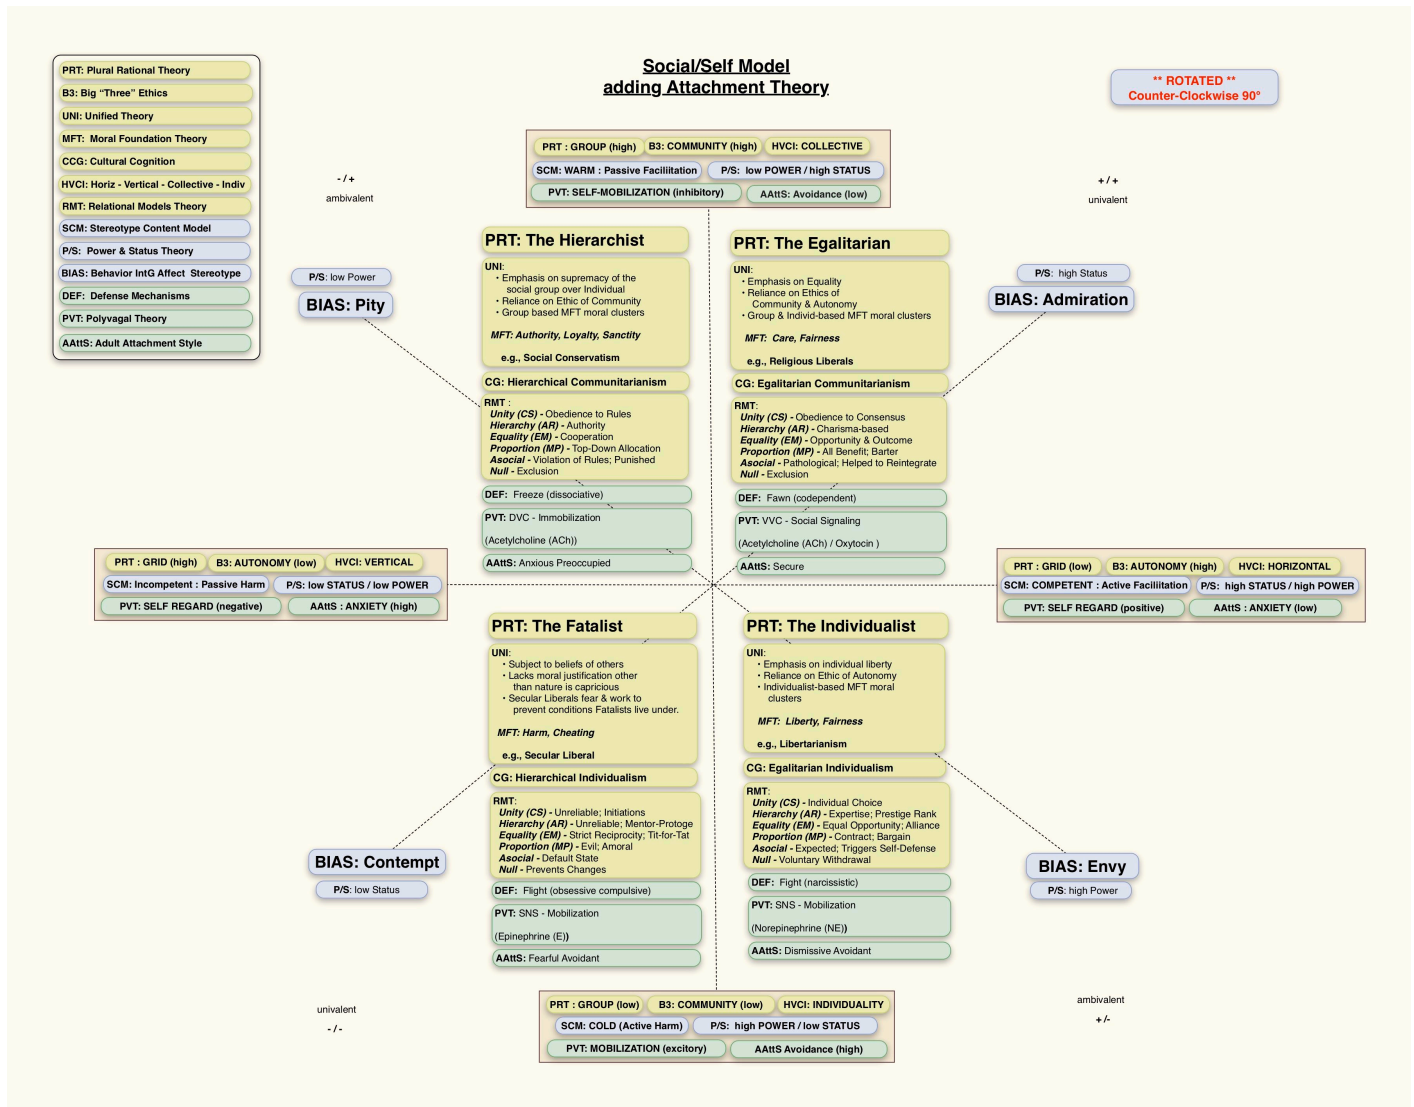 Social/Self Model
adding Attachment Theory
** ROTATED **
Counter-Clockwise 90°
PRT: Plural Rational Theory
B3: Big “Three” Ethics
UNI: Unified Theory
MFT:  Moral Foundation Theory
CCG: Cultural Cognition
HVCI: Horiz - Vertical - Collective - Indiv
RMT: Relational Models Theory
SCM: Stereotype Content Model
P/S:  Power & Status Theory
BIAS: Behavior IntG Affect  Stereotype
DEF:  Defense Mechanisms
PVT: Polyvagal Theory
AAttS: Adult Attachment Style
PRT : GROUP (high)
B3: COMMUNITY (high)
HVCI: COLLECTIVE
SCM: WARM : Passive Faciliitation
P/S:  low POWER / high STATUS
PVT: SELF-MOBILIZATION (inhibitory)
AAttS: Avoidance (low)
- / +
ambivalent
+ / +
univalent
P/S: low Power
BIAS: Pity
P/S:  high Status
BIAS: Admiration
PRT: The Hierarchist
UNI:
• Emphasis on supremacy of the
social group over Individual
• Reliance on Ethic of Community
• Group based MFT moral clusters
MFT: Authority, Loyalty, Sanctity
e.g., Social Conservatism
CG: Hierarchical Communitarianism
RMT :
Unity (CS) - Obedience to Rules
Hierarchy (AR) - Authority
Equality (EM) - Cooperation
Proportion (MP) - Top-Down Allocation
Asocial - Violation of Rules; Punished
Null - Exclusion
DEF:  Freeze (dissociative)
PVT: DVC - Immobilization
(Acetylcholine (ACh))
AAttS: Anxious Preoccupied
PRT: The Egalitarian
UNI:
• Emphasis on Equality
• Reliance on Ethics of
Community & Autonomy
• Group & Individ-based MFT moral clusters
MFT:  Care, Fairness
e.g., Religious Liberals
CG: Egalitarian Communitarianism
RMT:
Unity (CS) - Obedience to Consensus
Hierarchy (AR) - Charisma-based
Equality (EM) - Opportunity & Outcome
Proportion (MP) - All Benefit; Barter
Asocial - Pathological; Helped to Reintegrate
Null - Exclusion
DEF:  Fawn (codependent)
PVT: VVC - Social Signaling
(Acetylcholine (ACh) / Oxytocin )
AAttS: Secure
PRT : GRID (high)
B3: AUTONOMY (low)
HVCI: VERTICAL
SCM: Incompetent : Passive Harm
P/S: low STATUS / low POWER
PVT: SELF REGARD (negative)
AAttS : ANXIETY (high)
PRT : GRID (low)
B3: AUTONOMY (high)
HVCI: HORIZONTAL
SCM: COMPETENT : Active Faciliitation
P/S:  high STATUS / high POWER
PVT: SELF REGARD (positive)
AAttS : ANXIETY (low)
PRT: The Fatalist
UNI:
• Subject to beliefs of others
• Lacks moral justification other
than nature is capricious
• Secular Liberals fear & work to
prevent conditions Fatalists live under.
MFT: Harm, Cheating
e.g., Secular Liberal
CG: Hierarchical Individualism
RMT:
Unity (CS) - Unreliable; Initiations
Hierarchy (AR) - Unreliable; Mentor-Protoge
Equality (EM) - Strict Reciprocity; Tit-for-Tat
Proportion (MP) - Evil; Amoral
Asocial - Default State
Null - Prevents Changes
DEF:  Flight (obsessive compulsive)
PVT: SNS - Mobilization
(Epinephrine (E))
AAttS: Fearful Avoidant
PRT: The Individualist
UNI:
• Emphasis on individual liberty
• Reliance on Ethic of Autonomy
• Individualist-based MFT moral
clusters
MFT:  Liberty, Fairness
e.g., Libertarianism
CG: Egalitarian Individualism
RMT:
Unity (CS) - Individual Choice
Hierarchy (AR) - Expertise; Prestige Rank
Equality (EM) - Equal Opportunity; Alliance
Proportion (MP) - Contract; Bargain
Asocial - Expected; Triggers Self-Defense
Null - Voluntary Withdrawal
DEF:  Fight (narcissistic)
PVT: SNS - Mobilization
(Norepinephrine (NE))
AAttS: Dismissive Avoidant
BIAS: Contempt
P/S: low Status
BIAS: Envy
P/S: high Power
univalent
- / -
ambivalent
+ /-
PRT : GROUP (low)
B3: COMMUNITY (low)
HVCI: INDIVIDUALITY
SCM: COLD (Active Harm)
P/S:  high POWER / low STATUS
PVT: MOBILIZATION (excitory)
AAttS Avoidance (high)